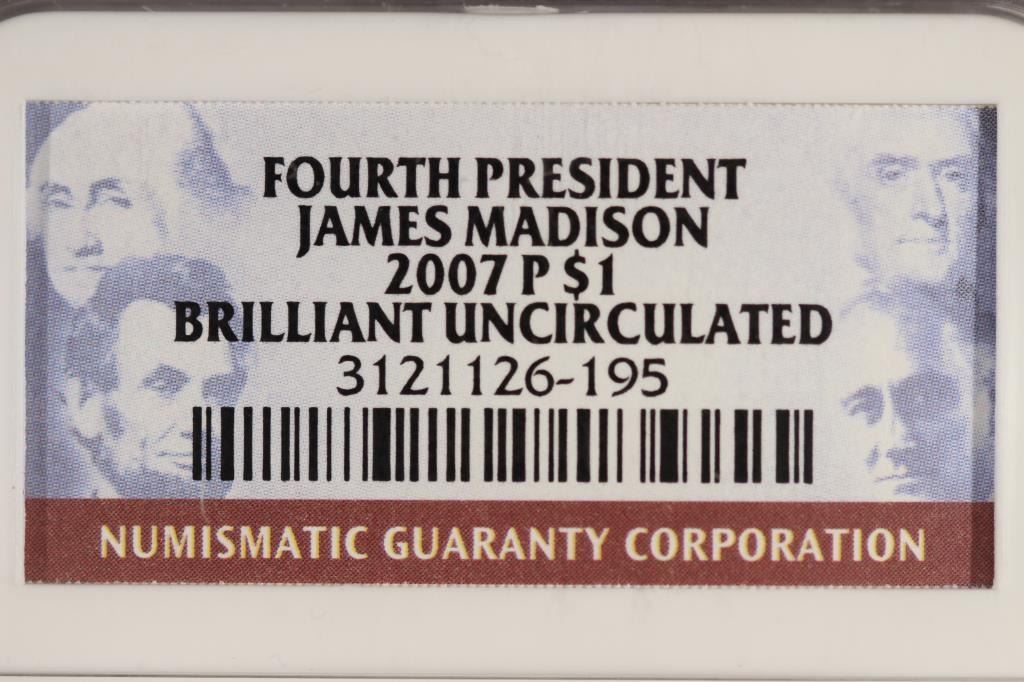 FOURTH PRESIDENT
JAMES MADISON
2007 P $1
BRILLIANT UNCIRCULATED
3121126-195
NUMISMATIC GUARANTY CORPORATION